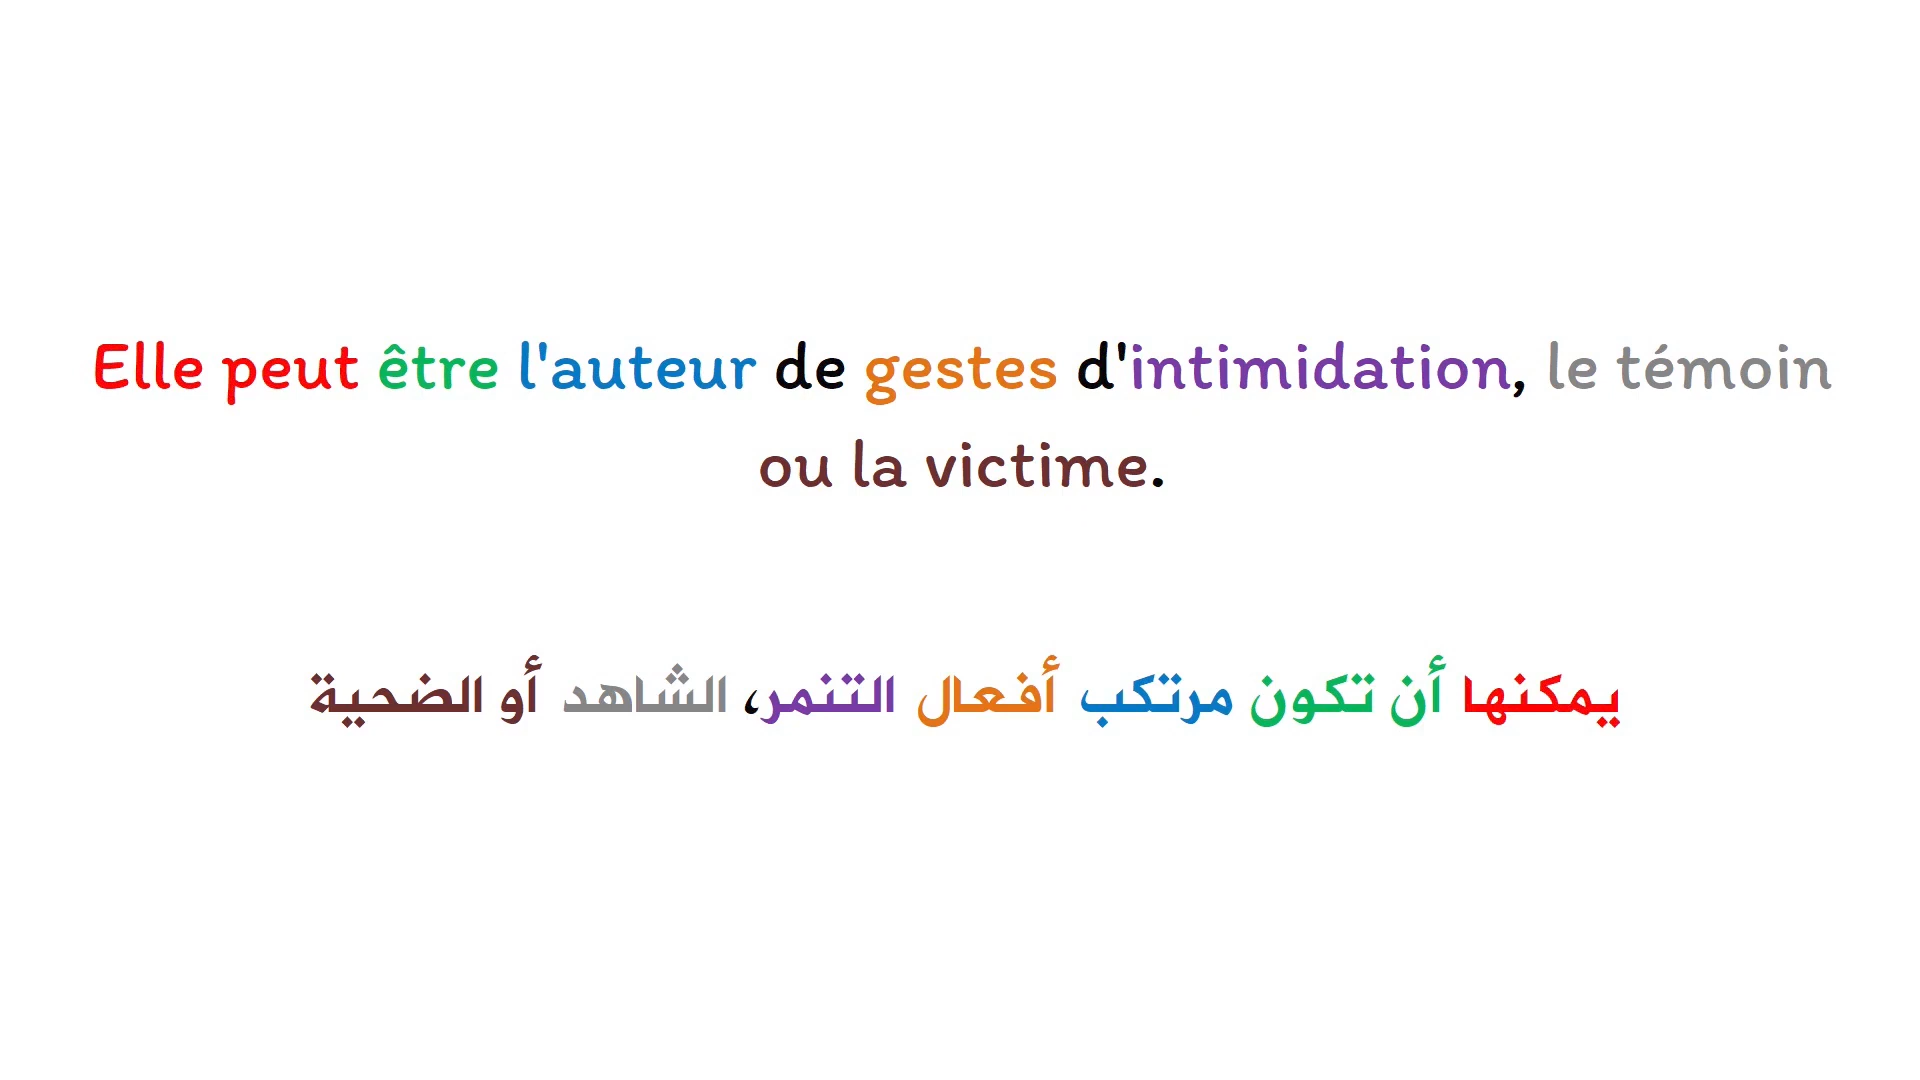 Elle peut être l'auteur de gestes d'intimidation, le témoin
ou la victime.
يمكنها أن تكون مرتكب أفعال التنمر، الشاهد أو الضحية